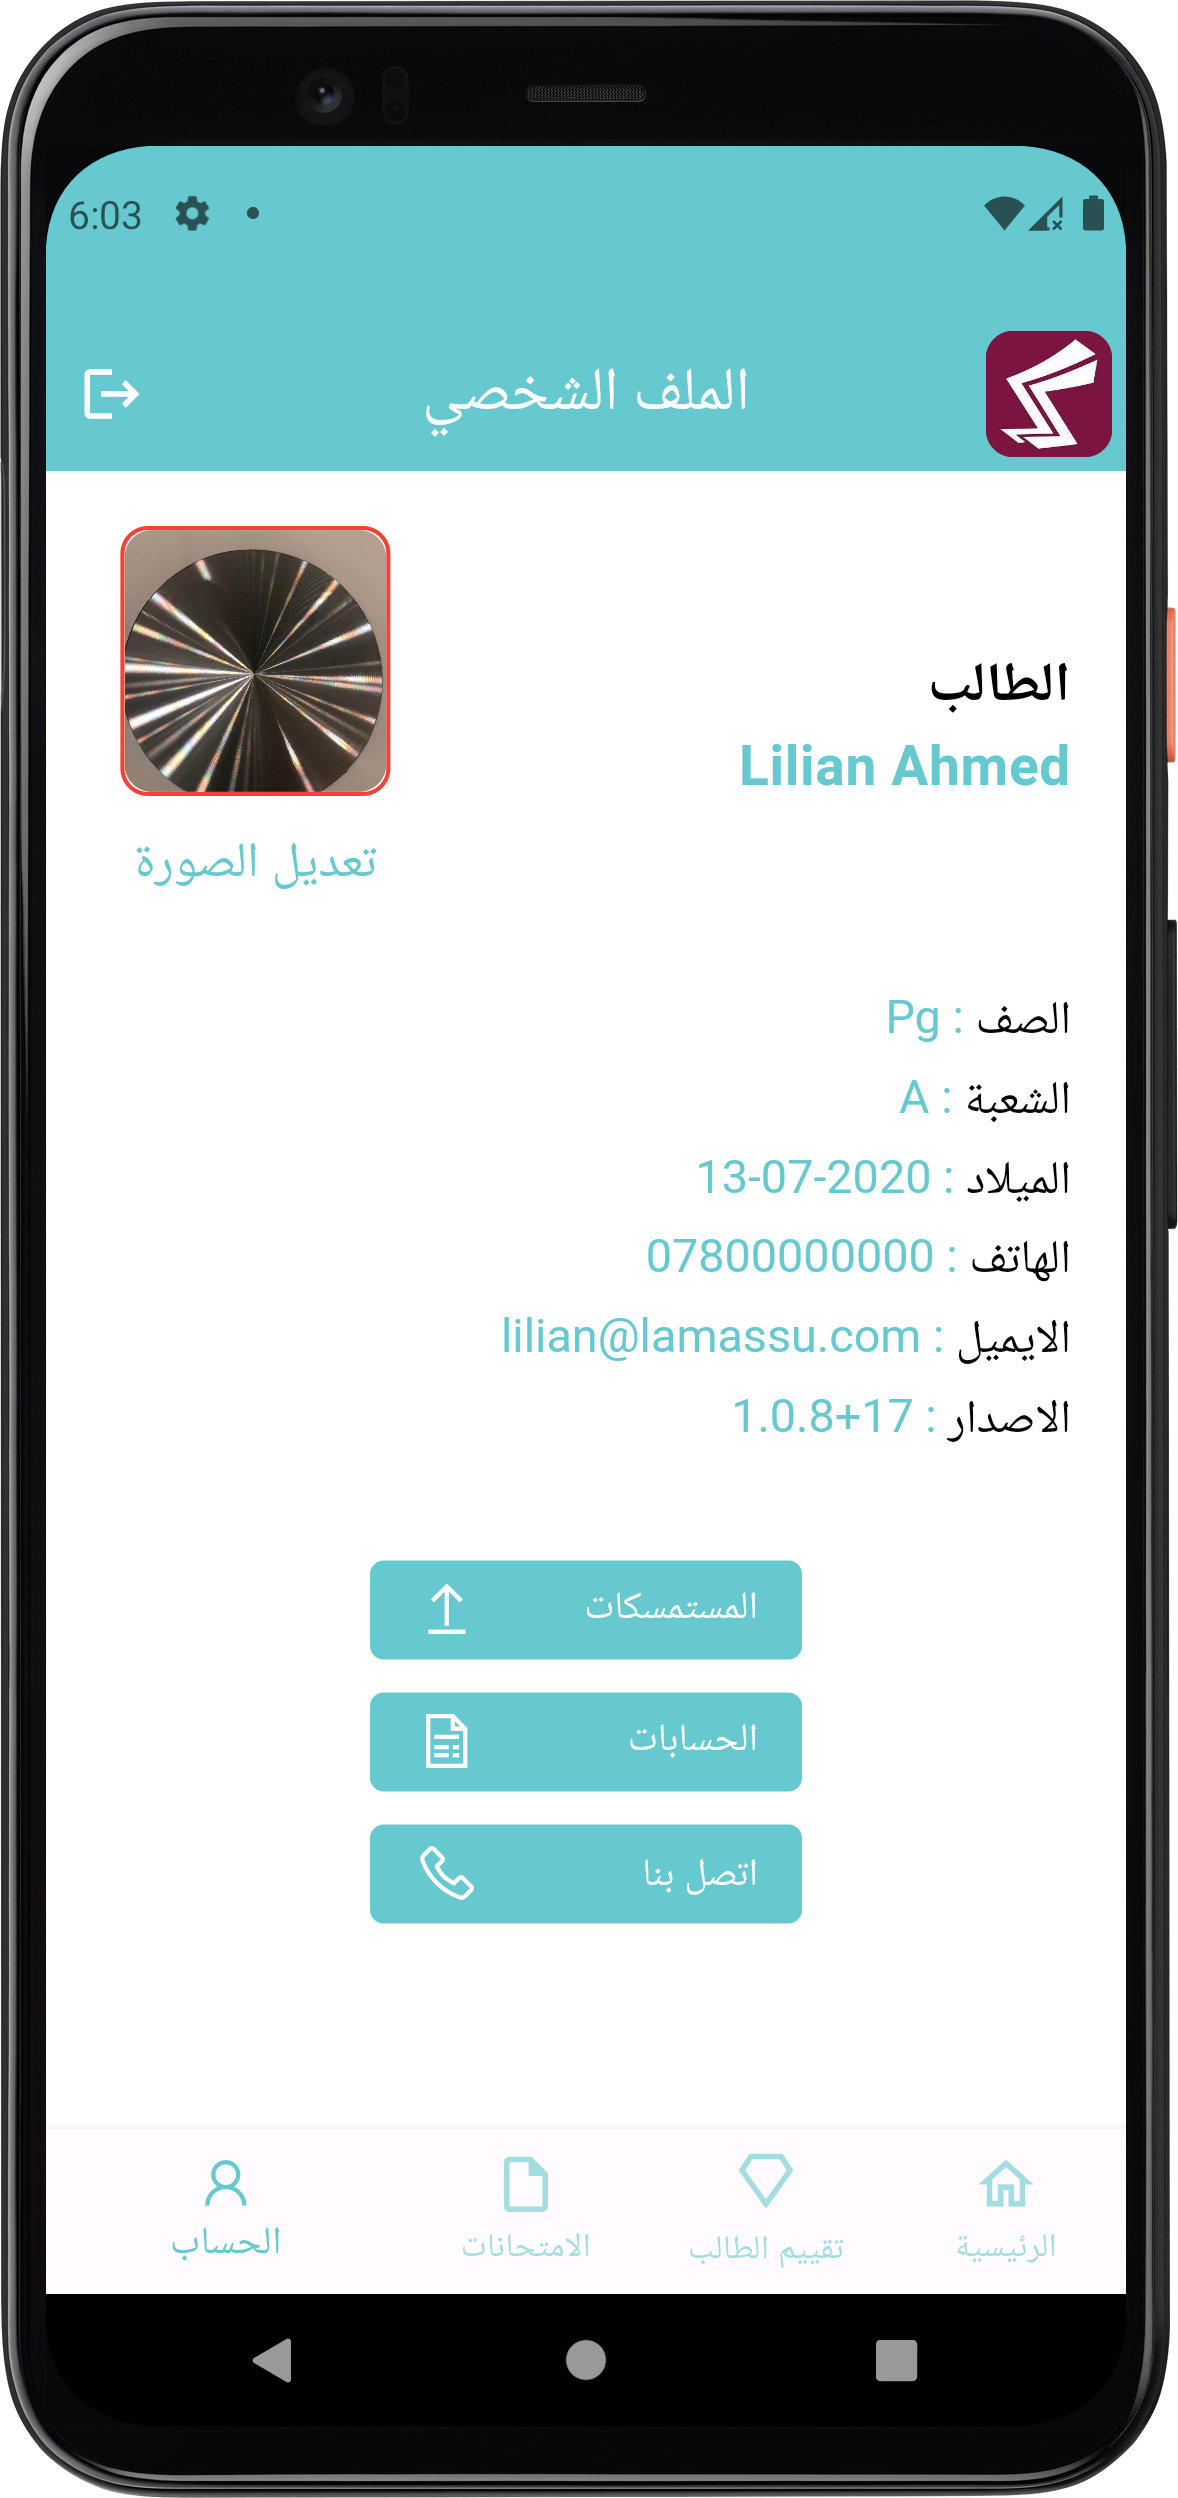 6:03
الملف الشخصي
الطالب
Lilian Ahmed
تعديل الصورة
الصف : Pg
الشعبة : A
الميلاد : 13-07-2020
الهاتف : 07800000000
الايميل : lilian@lamassu.com
الاصدار : 1.0.8+17
المستمسكات
الحسابات
اتصل بنا
الرئيسية
تقييم الطالب
الامتحانات
الحساب